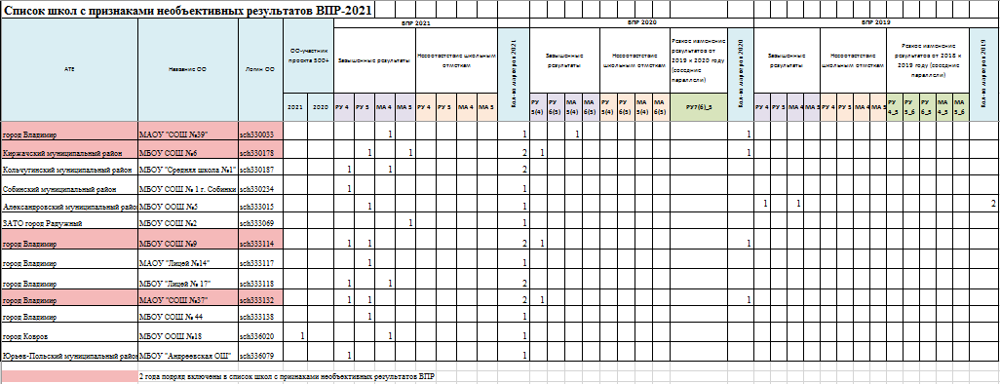 Список школ с признаками необъективных результатов ВПР-2021
АТЕ Название ОО Логин ОО ОО-участник проекта 500+ ВПР 2021 Кол-во маркеров 2021 ВПР 2020 Кол-во маркеров 2020 ВПР 2019 Кол-во маркеров 2019
Завышенные результаты Несоответствие школьным отметкам Завышенные результаты Несоответствие школьным отметкам Резкое изменение результатов от 2019 к 2020 году (соседние параллели) Завышенные результаты Несоответствие школьным отметкам Резкое изменение результатов от 2018 к 2019 году (соседние параллели)
2021 2020 РУ 4 РУ 5 МА 4 МА 5 РУ 4 РУ 5 МА 4 МА 5 РУ 5(4) РУ 6(5) МА 5(4) МА 6(5) РУ 5(4) РУ 6(5) МА 5(4) МА 6(5) РУ7(6)_5 РУ 4 РУ 5 МА 4 МА 5 РУ 4 РУ 5 МА 4 МА 5 РУ 4_5 РУ 5_6 МА 4_5 МА 5_6
город Владимир МАОУ "СОШ №39" sch330033 1 1 1 1
Киржачский муниципальный район МБОУ СОШ №6 sch330178 1 1 2 1 1
Кольчугинский муниципальный район МБОУ "Средняя школа №1" sch330187 1 1 2
Собинский муниципальный район МБОУ СОШ № 1 г. Собинки sch330234 1 1
Александровский муниципальный райо МБОУ ООШ №5 sch333015 1 1 1 1 2
ЗАТО город Радужный МБОУ СОШ №2 sch333069 1 1
город Владимир МБОУ СОШ №9 sch333114 1 1 2 1 1
город Владимир МАОУ "Лицей №14" sch333117 1 1
город Владимир МБОУ "Лицей № 17" sch333118 1 1 2
город Владимир МАОУ "СОШ №37" sch333132 1 1 2 1 1
город Владимир МБОУ СОШ № 44 sch333138 1 1
город Ковров МБОУ ООШ №18 sch336020 1 1 1
Юрьев-Польский муниципальный район МБОУ "Андреевская ОШ" sch336079 1 1
2 года подряд включены в список школ с признаками необъективных результатов ВПР